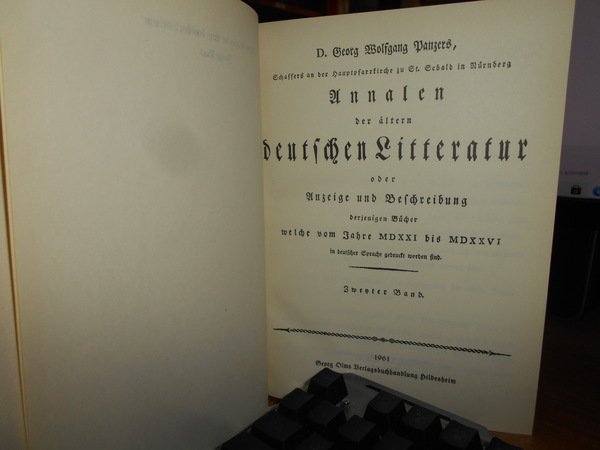 D. Georg Wolfgang Panzers,
Schaffers an der Hauptpfarrkirche zu St. Sebald in Nürnberg
Annalen
der ältern
deutſchen Litteratur
oder
Anzeige und Beſchreibung
derjenigen Bücher
welche vom Jahre MDXXI bis MDXXVI
in deutſcher Sprache gedruckt worden ſind.
Zweyter Band.
1961
Georg Olms Verlagsbuchhandlung Hildesheim